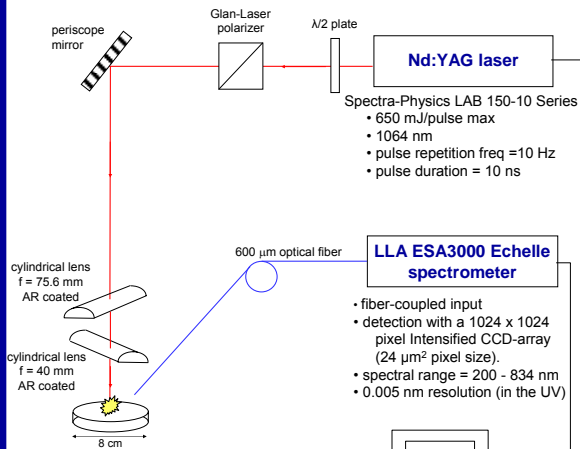 Glan-Laser
polarizer
λ/2 plate
periscope
mirror
Nd:YAG laser
Spectra-Physics LAB 150-10 Series
• 650 mJ/pulse max
• 1064 nm
• pulse repetition freq =10 Hz
• pulse duration = 10 ns
600 μm optical fiber
LLA ESA3000 Echelle
spectrometer
cylindrical lens
f = 75.6 mm
AR coated
• fiber-coupled input
• detection with a 1024 x 1024
pixel Intensified CCD-array
(24 μm² pixel size).
• spectral range = 200 - 834 nm
• 0.005 nm resolution (in the UV)
cylindrical lens
f = 40 mm
AR coated
8 cm